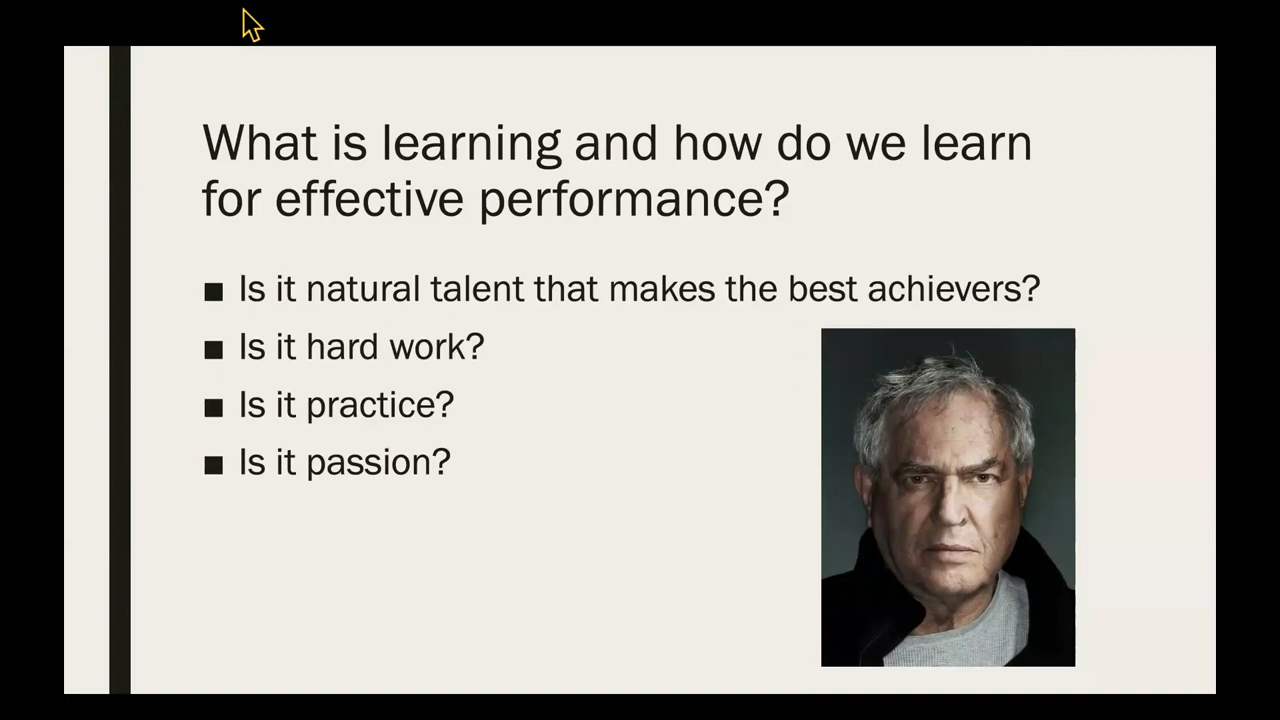 What is learning and how do we learn
for effective performance?
■ Is it natural talent that makes the best achievers?
■ Is it hard work?
■ Is it practice?
■ Is it passion?